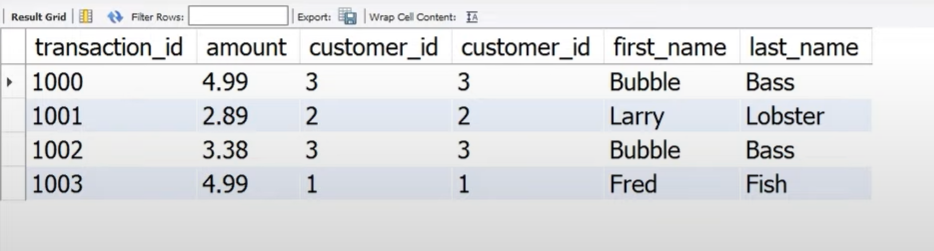 Result Grid Filter Rows: Export: Wrap Cell Content: IA
transaction_id amount customer_id customer_id first_name last_name
1000 4.99 3 3 Bubble Bass
1001 2.89 2 2 Larry Lobster
1002 3.38 3 3 Bubble Bass
1003 4.99 1 1 Fred Fish